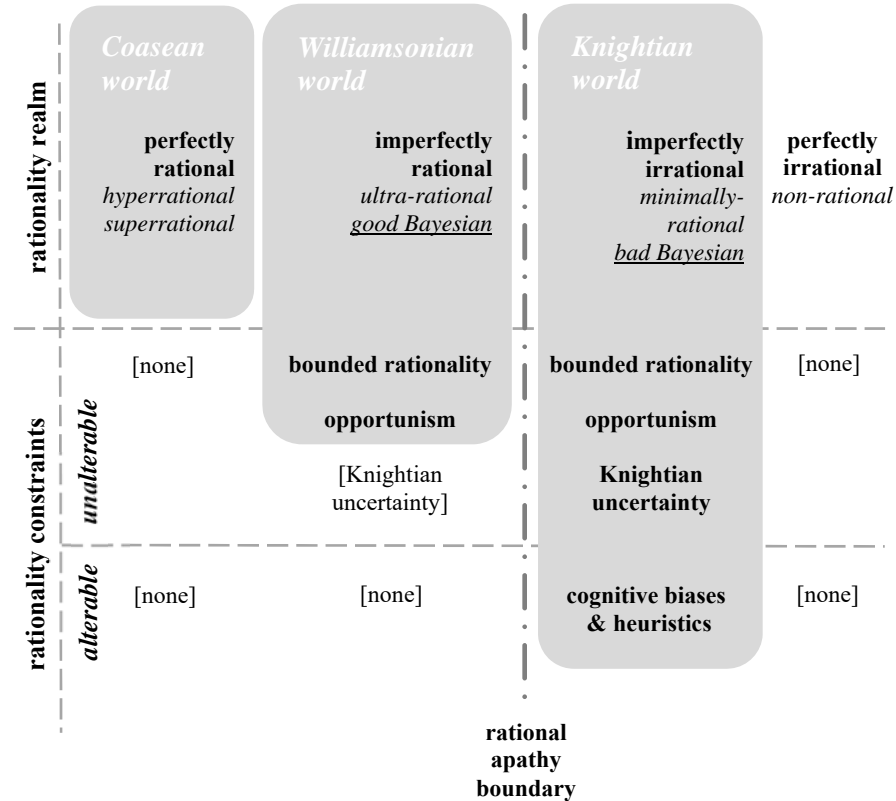 Coasean
world
Williamsonian
world
Knightian
world
rationality realm
perfectly
rational
hyperrational
superrational
imperfectly
rational
ultra-rational
good Bayesian
imperfectly
irrational
minimally-
rational
bad Bayesian
perfectly
irrational
non-rational
rationality constraints
unalterable
[none]
bounded rationality
opportunism
[Knightian
uncertainty]
bounded rationality
opportunism
Knightian
uncertainty
[none]
alterable
[none]
[none]
cognitive biases
& heuristics
[none]
rational
apathy
boundary